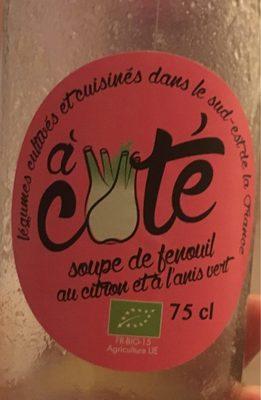 légumes cultivés et cuisinés dans le sud-est de la France
à côté
soupe de fenouil
au citron et à l'anis vert
75 cl
FR-BIO-15
Agriculture UE